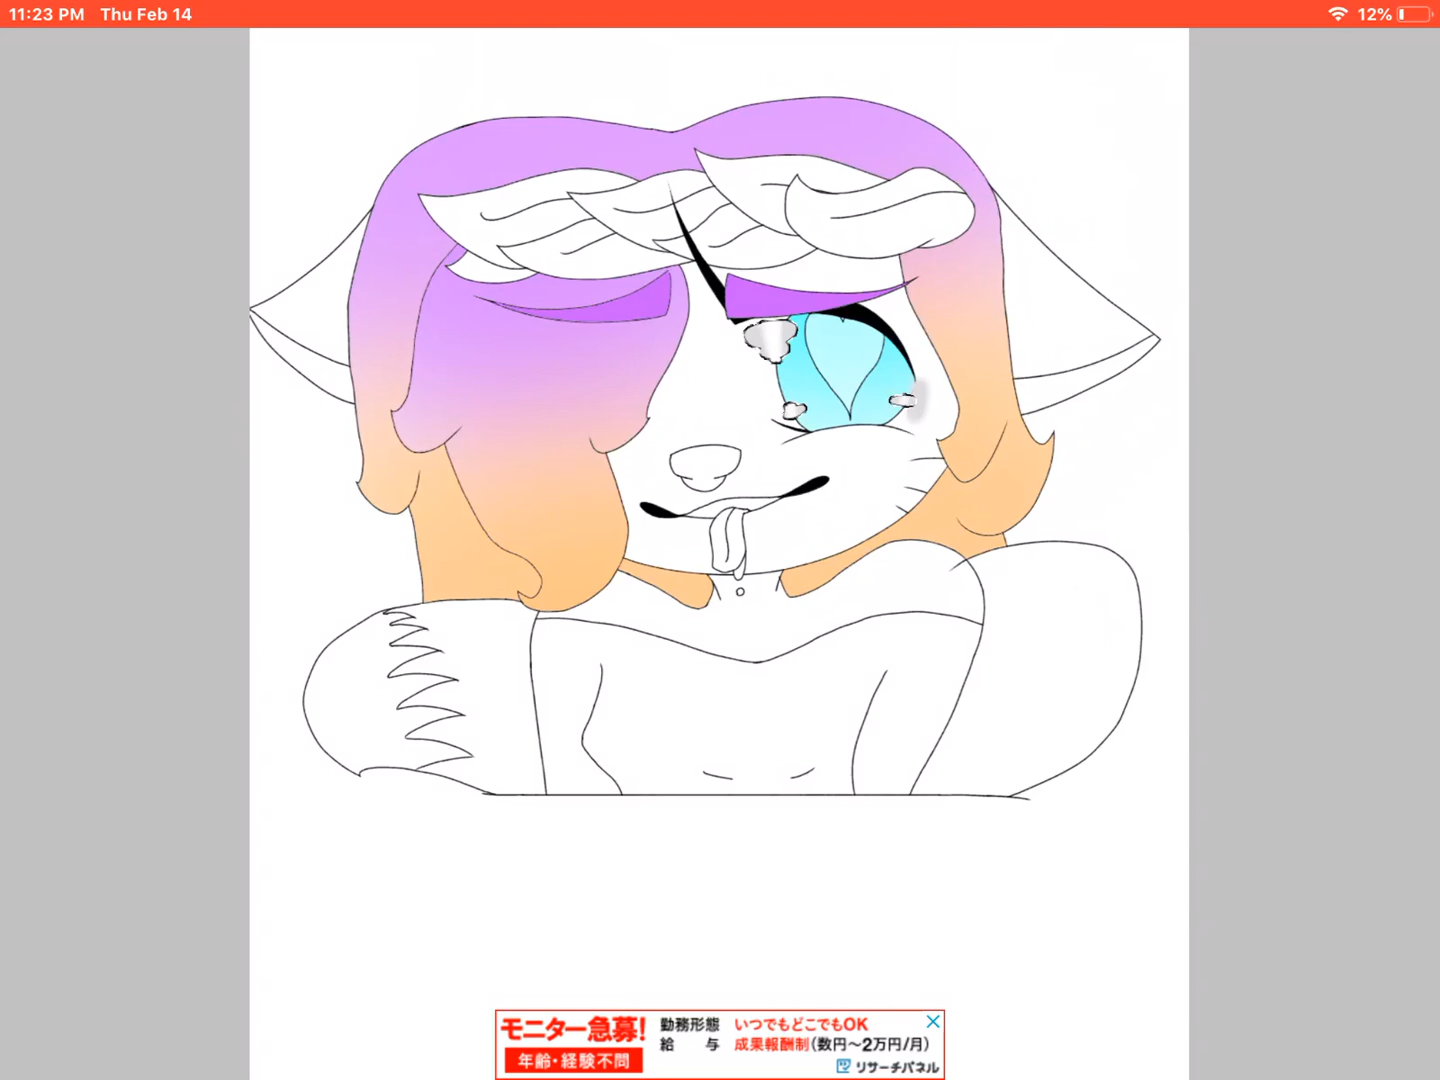 11:23 PM Thu Feb 14
12%
モニター急募!
年齢・経験不問
勤務形態 いつでもどこでもOK
給与 成果報酬制(数円〜2万円/月)
リサーチパネル